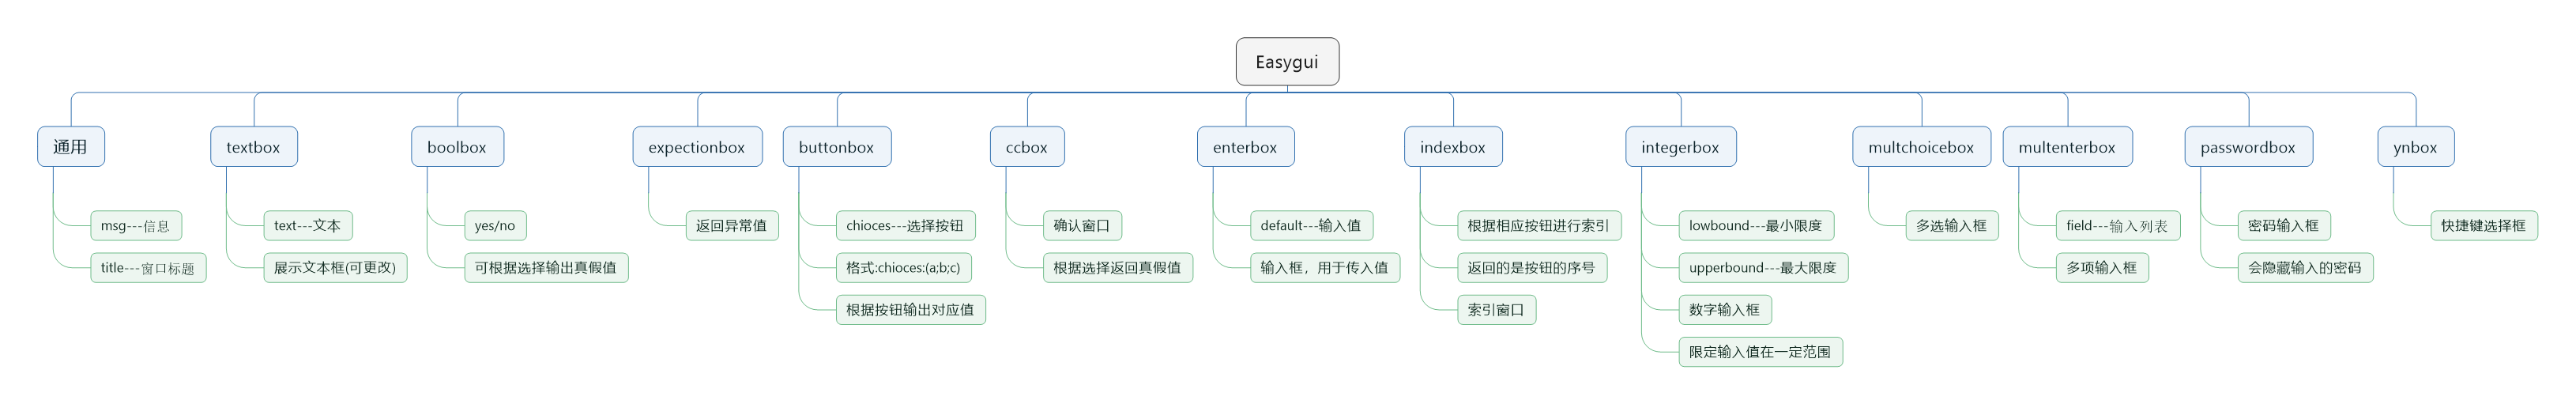 Easygui
通用
textbox
boolbox
expectionbox
buttonbox
ccbox
enterbox
indexbox
integerbox
multchoicebox
multenterbox
passwordbox
ynbox
msg---信息
title---窗口标题
text---文本
展示文本框(可更改)
yes/no
可根据选择输出真假值
返回异常值
chioces---选择按钮
格式:chioces:(a;b;c)
根据按钮输出对应值
确认窗口
根据选择返回真假值
default---输入值
输入框，用于传入值
根据相应按钮进行索引
返回的是按钮的序号
索引窗口
lowbound---最小限度
upperbound---最大限度
数字输入框
限定输入值在一定范围
多选输入框
field---输入列表
多项输入框
密码输入框
会隐藏输入的密码
快捷键选择框